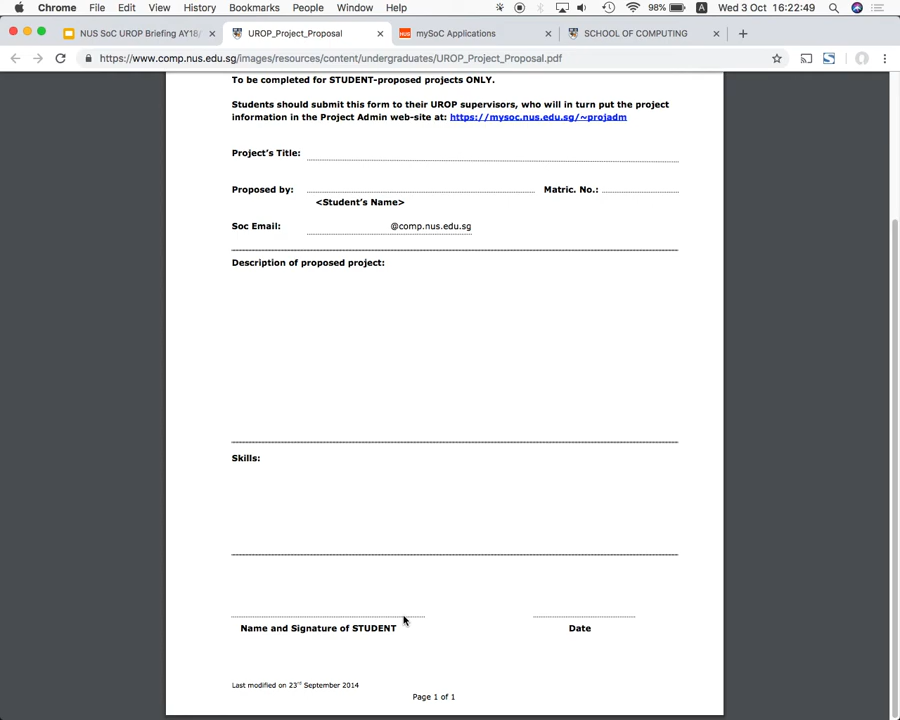 Chrome File Edit View History Bookmarks People Window Help 98% A Wed 3 Oct 16:22:49
NUS SoC UROP Briefing AY18/ UROP_Project_Proposal mySoC Applications SCHOOL OF COMPUTING
https://www.comp.nus.edu.sg/images/resources/content/undergraduates/UROP_Project_Proposal.pdf
To be completed for STUDENT-proposed projects ONLY.
Students should submit this form to their UROP supervisors, who will in turn put the project
information in the Project Admin web-site at: https://mysoc.nus.edu.sg/~projadm
Project's Title:
Proposed by: Matric. No.:
<Student's Name>
Soc Email: @comp.nus.edu.sg
Description of proposed project:
Skills:
Name and Signature of STUDENT Date
Last modified on 23rd September 2014
Page 1 of 1